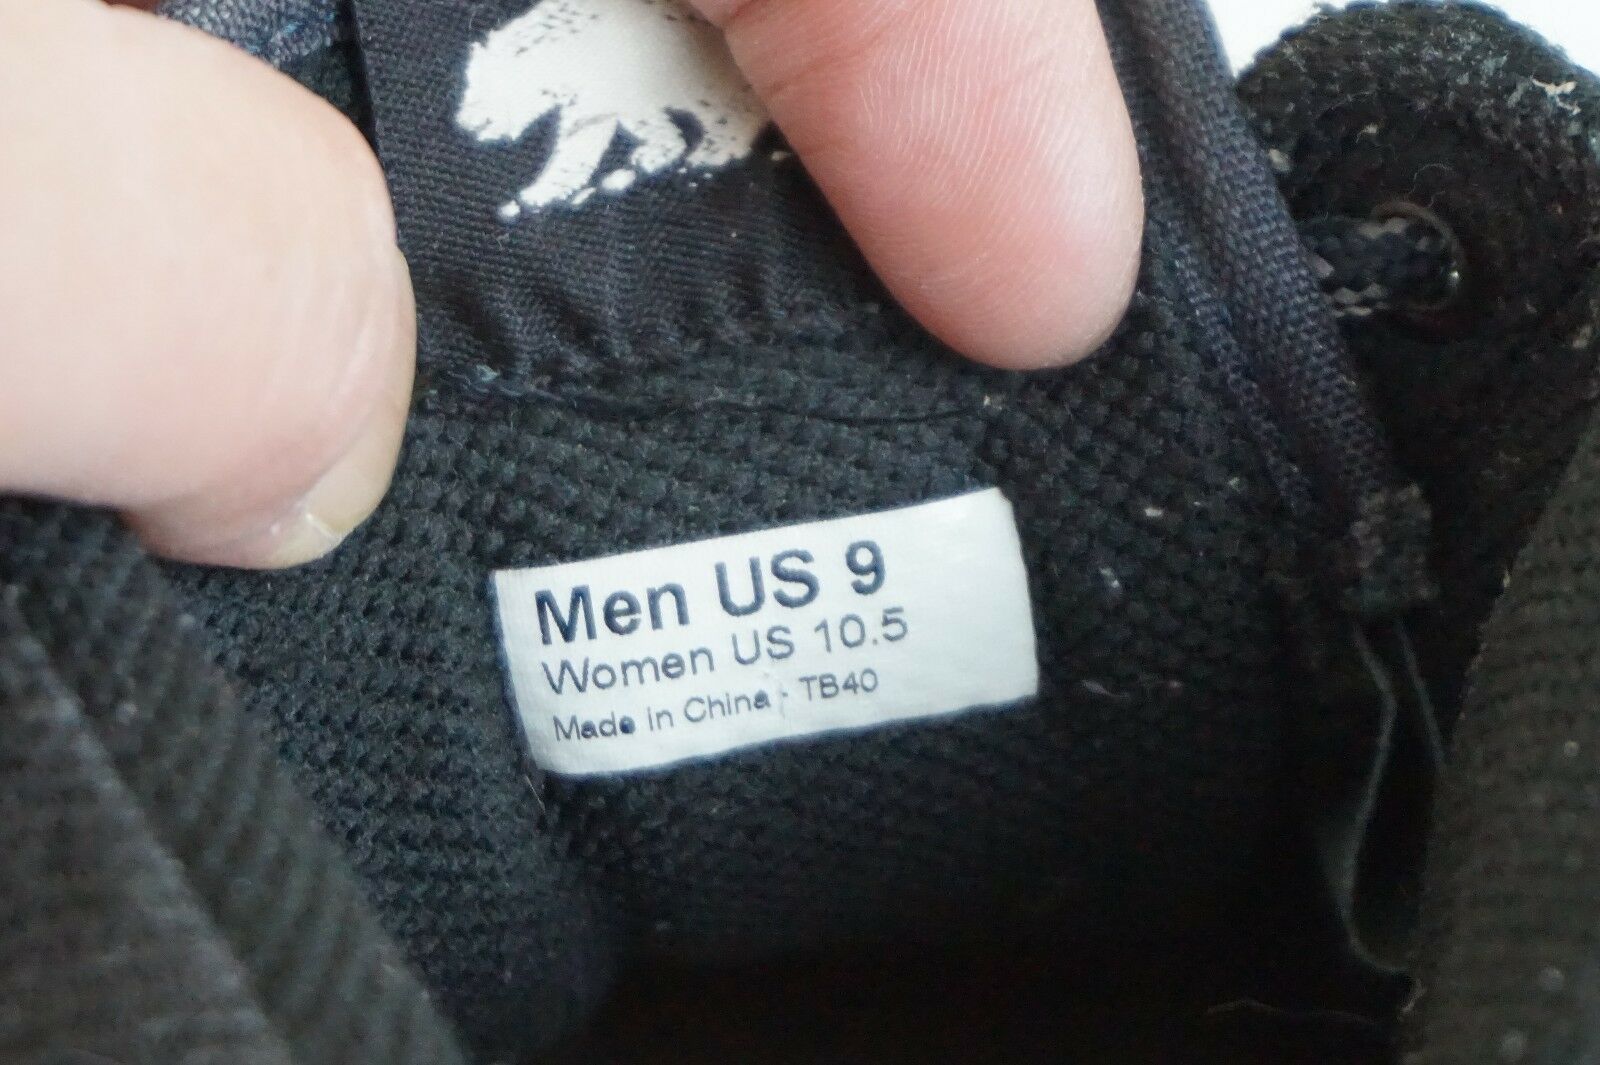 Men US 9
Women US 10.5
Made in China · TB40